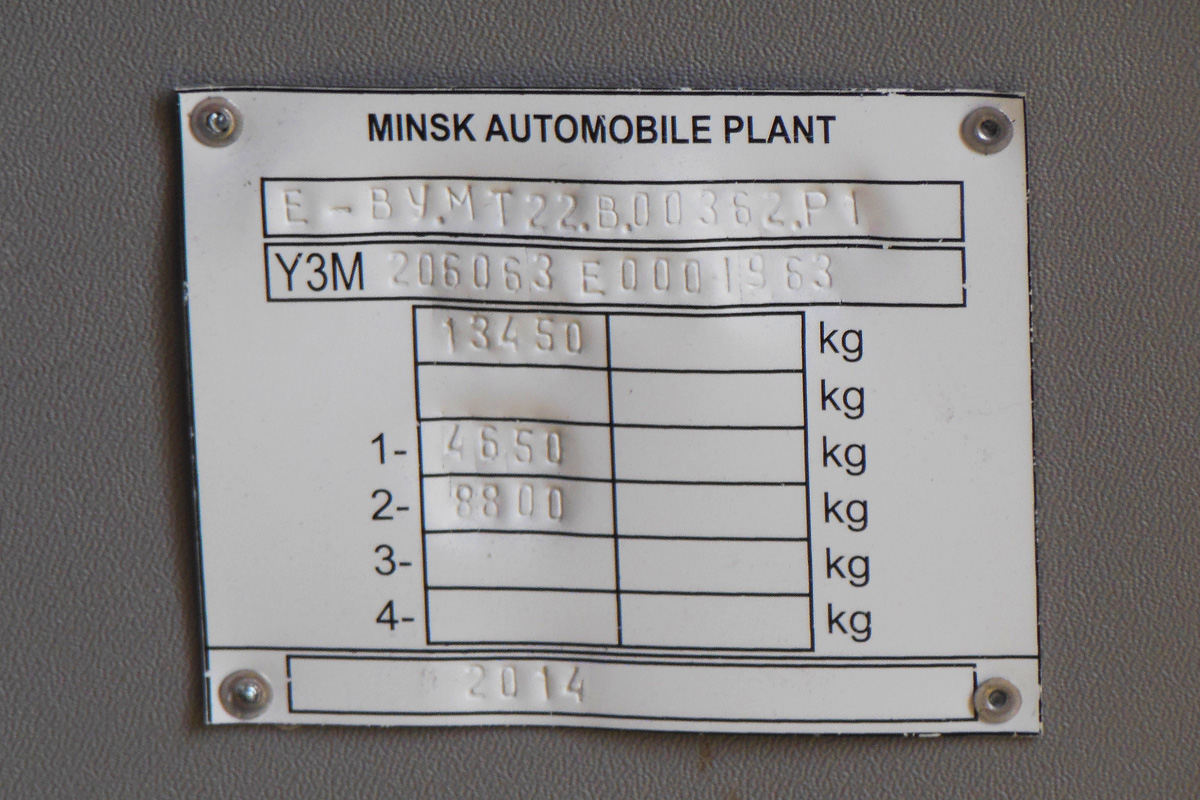 MINSK AUTOMOBILE PLANT
E-BY.MT22.B.00362.P1
Y3M 206063 E0001963
13450 kg
kg
1- 4650 kg
2- 8800 kg
3- kg
4- kg
2014